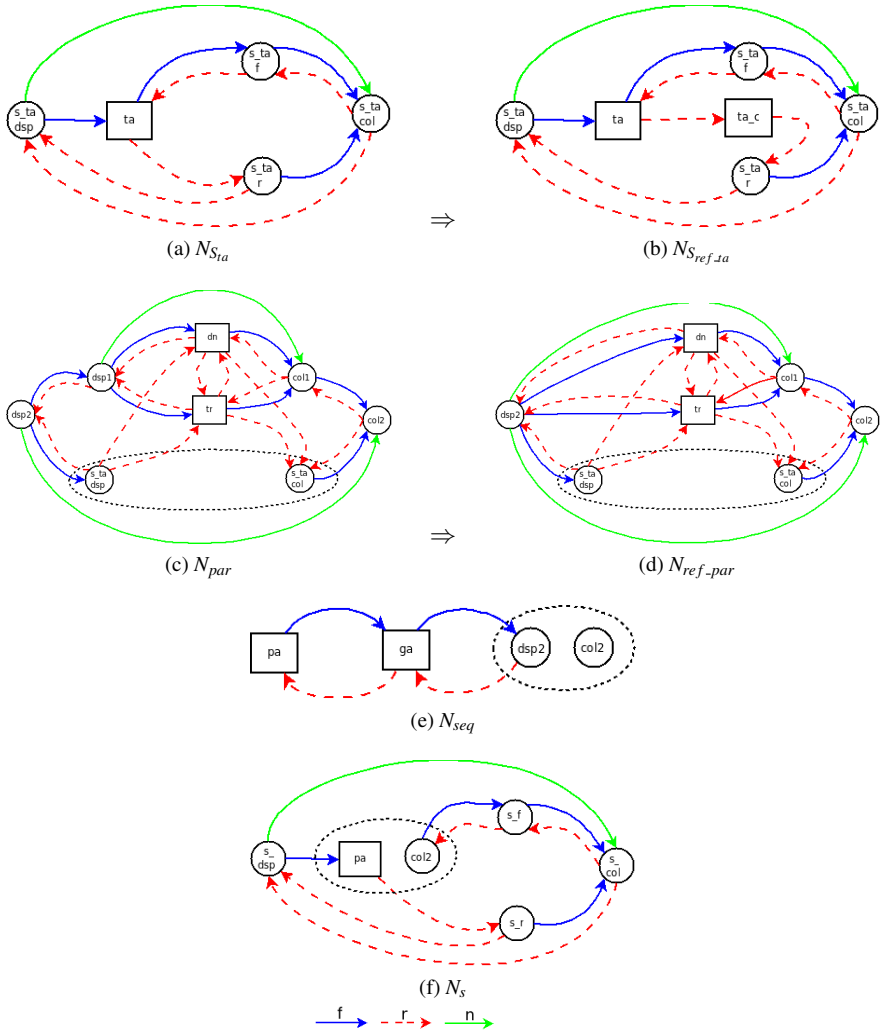 s_ta
f
s_ta
dsp
ta
s_ta
col
s_ta
r
(a) N_{S_{ta}}
⇒
s_ta
f
s_ta
dsp
ta
ta_c
s_ta
col
s_ta
r
(b) N_{S_{ref_ta}}
dn
dsp1
col1
dsp2
tr
col2
s_ta
dsp
s_ta
col
(c) N_{par}
⇒
dn
col1
dsp2
tr
col2
s_ta
dsp
s_ta
col
(d) N_{ref_par}
pa
ga
dsp2
col2
(e) N_{seq}
s_f
s_
dsp
pa
col2
s_
col
s_r
(f) N_s
f r n